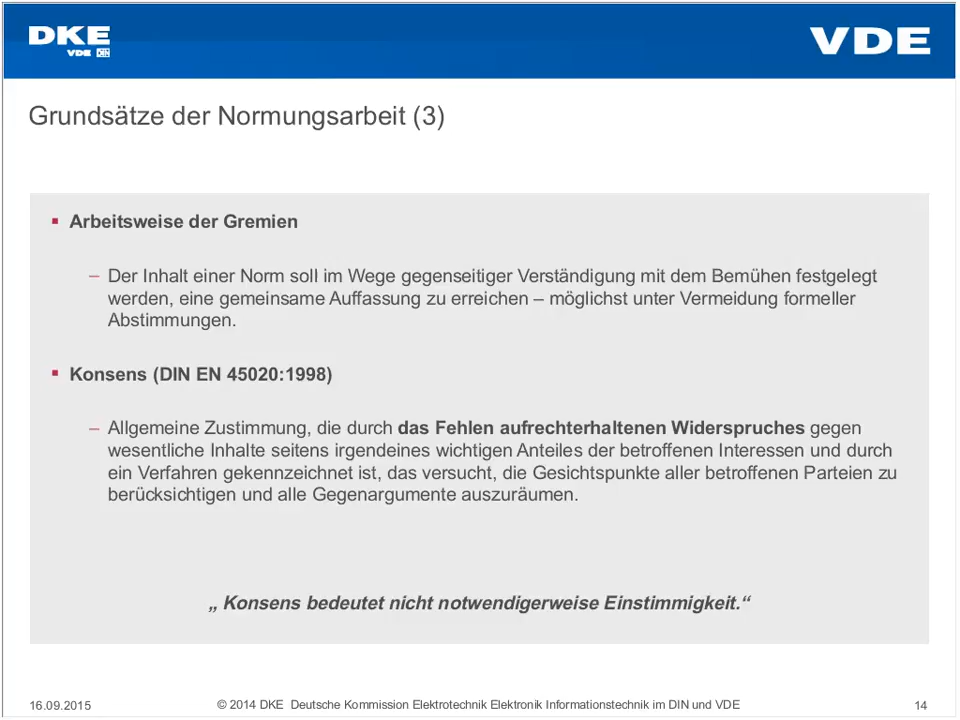 DKE
VDE DIN
VDE
Grundsätze der Normungsarbeit (3)
▪ Arbeitsweise der Gremien
– Der Inhalt einer Norm soll im Wege gegenseitiger Verständigung mit dem Bemühen festgelegt
werden, eine gemeinsame Auffassung zu erreichen – möglichst unter Vermeidung formeller
Abstimmungen.
▪ Konsens (DIN EN 45020:1998)
– Allgemeine Zustimmung, die durch das Fehlen aufrechterhaltenen Widerspruches gegen
wesentliche Inhalte seitens irgendeines wichtigen Anteiles der betroffenen Interessen und durch
ein Verfahren gekennzeichnet ist, das versucht, die Gesichtspunkte aller betroffenen Parteien zu
berücksichtigen und alle Gegenargumente auszuräumen.
„ Konsens bedeutet nicht notwendigerweise Einstimmigkeit.“
16.09.2015
© 2014 DKE Deutsche Kommission Elektrotechnik Elektronik Informationstechnik im DIN und VDE
14